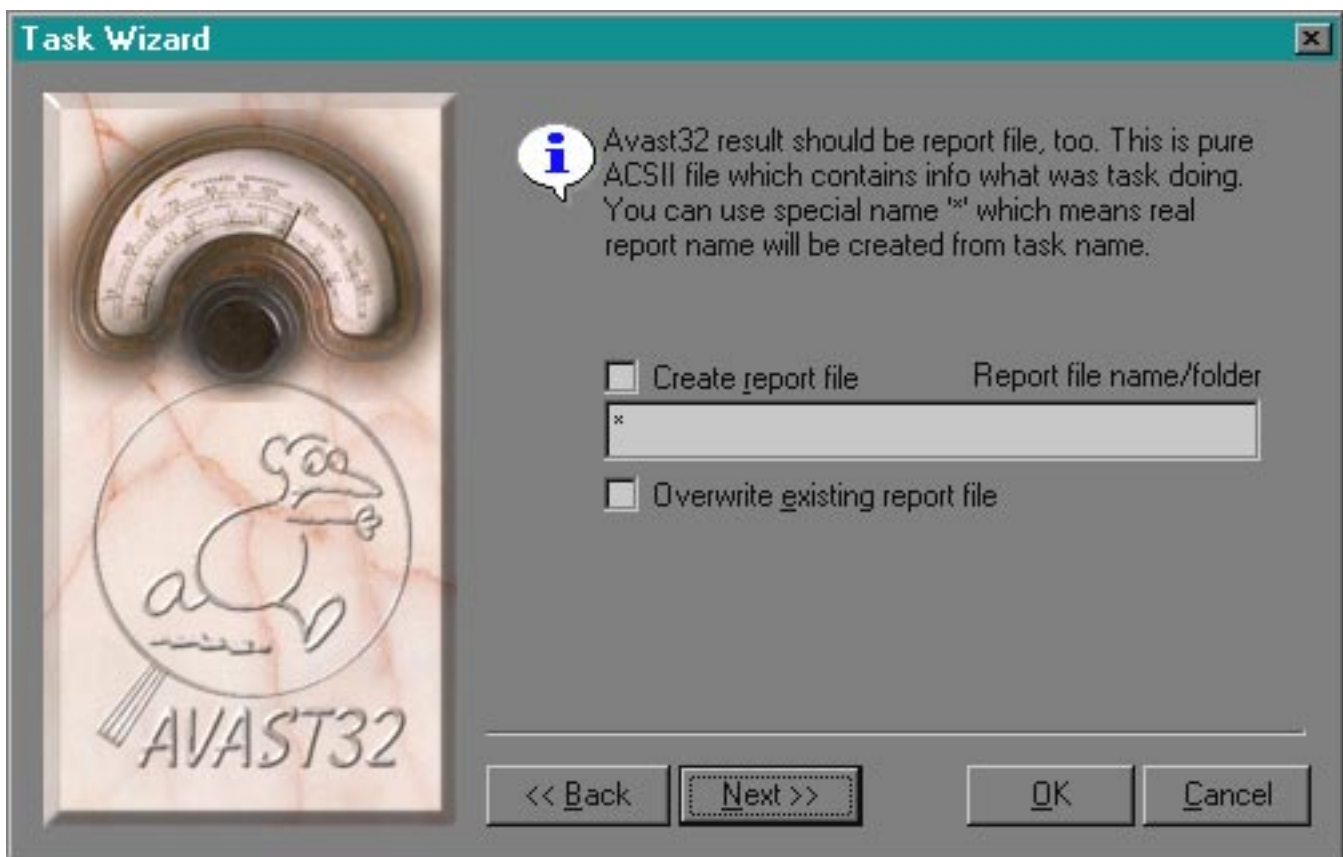 Task Wizard
Avast32 result should be report file, too. This is pure
ACSII file which contains info what was task doing.
You can use special name '*' which means real
report name will be created from task name.
Create report file
Report file name/folder
*
Overwrite existing report file
AVAST32
<< Back
Next >>
OK
Cancel